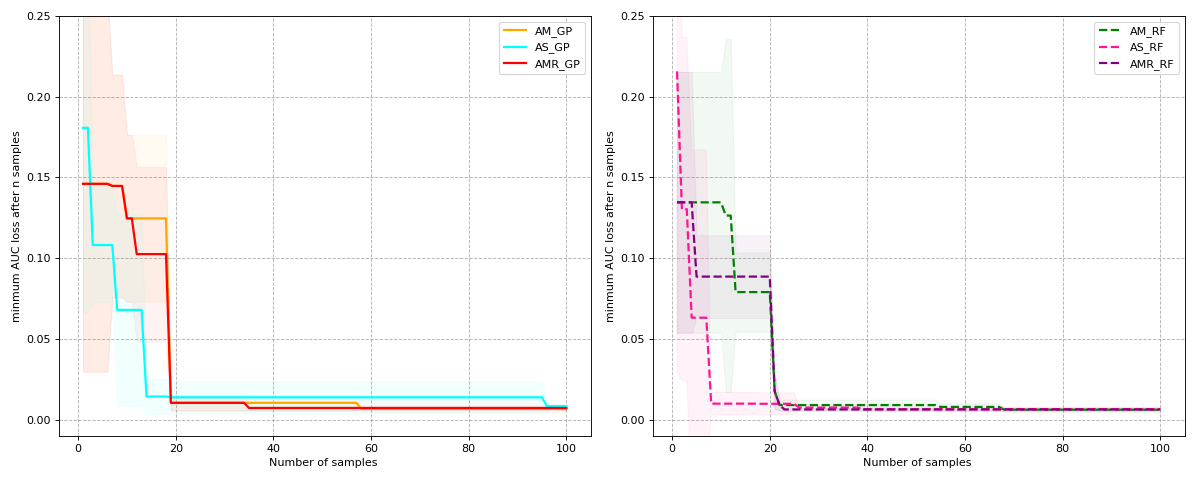 0.25
0.20
0.15
0.10
0.05
0.00
minmum AUC loss after n samples
0 20 40 60 80 100
Number of samples
AM_GP
AS_GP
AMR_GP
0.25
0.20
0.15
0.10
0.05
0.00
minmum AUC loss after n samples
0 20 40 60 80 100
Number of samples
AM_RF
AS_RF
AMR_RF